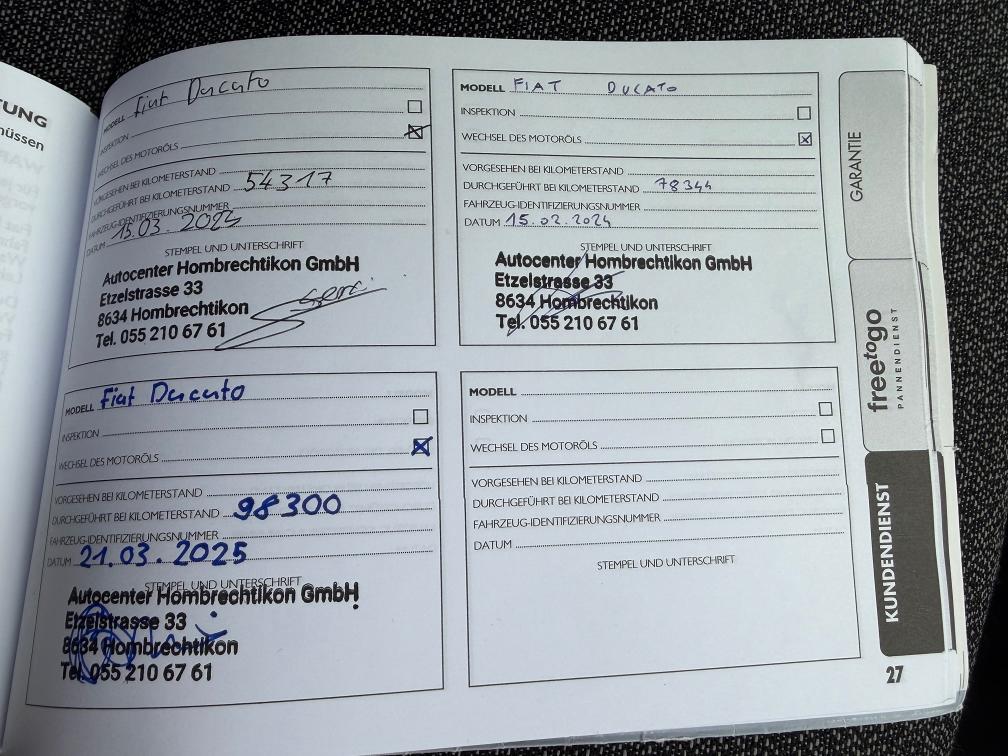 TUNG
müssen
MODELL Fiat Ducato
INSPEKTION
WECHSEL DES MOTORÖLS
VORGESEHEN BEI KILOMETERSTAND
DURCHGEFÜHRT BEI KILOMETERSTAND 54317
FAHRZEUG-IDENTIFIZIERUNGSNUMMER
DATUM 15.03.2024
STEMPEL UND UNTERSCHRIFT
Autocenter Hombrechtikon GmbH
Etzelstrasse 33
8634 Hombrechtikon
Tel. 055 210 67 61
MODELL FIAT DUCATO
INSPEKTION
WECHSEL DES MOTORÖLS
VORGESEHEN BEI KILOMETERSTAND
DURCHGEFÜHRT BEI KILOMETERSTAND 78344
FAHRZEUG-IDENTIFIZIERUNGSNUMMER
DATUM 15.02.2024
STEMPEL UND UNTERSCHRIFT
Autocenter Hombrechtikon GmbH
Etzelstrasse 33
8634 Hombrechtikon
Tel. 055 210 67 61
MODELL Fiat Ducato
INSPEKTION
WECHSEL DES MOTORÖLS
VORGESEHEN BEI KILOMETERSTAND
DURCHGEFÜHRT BEI KILOMETERSTAND 98300
FAHRZEUG-IDENTIFIZIERUNGSNUMMER
DATUM 21.03.2025
STEMPEL UND UNTERSCHRIFT
Autocenter Hombrechtikon GmbH
Etzelstrasse 33
8634 Hombrechtikon
Tel. 055 210 67 61
MODELL
INSPEKTION
WECHSEL DES MOTORÖLS
VORGESEHEN BEI KILOMETERSTAND
DURCHGEFÜHRT BEI KILOMETERSTAND
FAHRZEUG-IDENTIFIZIERUNGSNUMMER
DATUM
STEMPEL UND UNTERSCHRIFT
GARANTIE
freetogo
PANNENDIENST
KUNDENDIENST
27